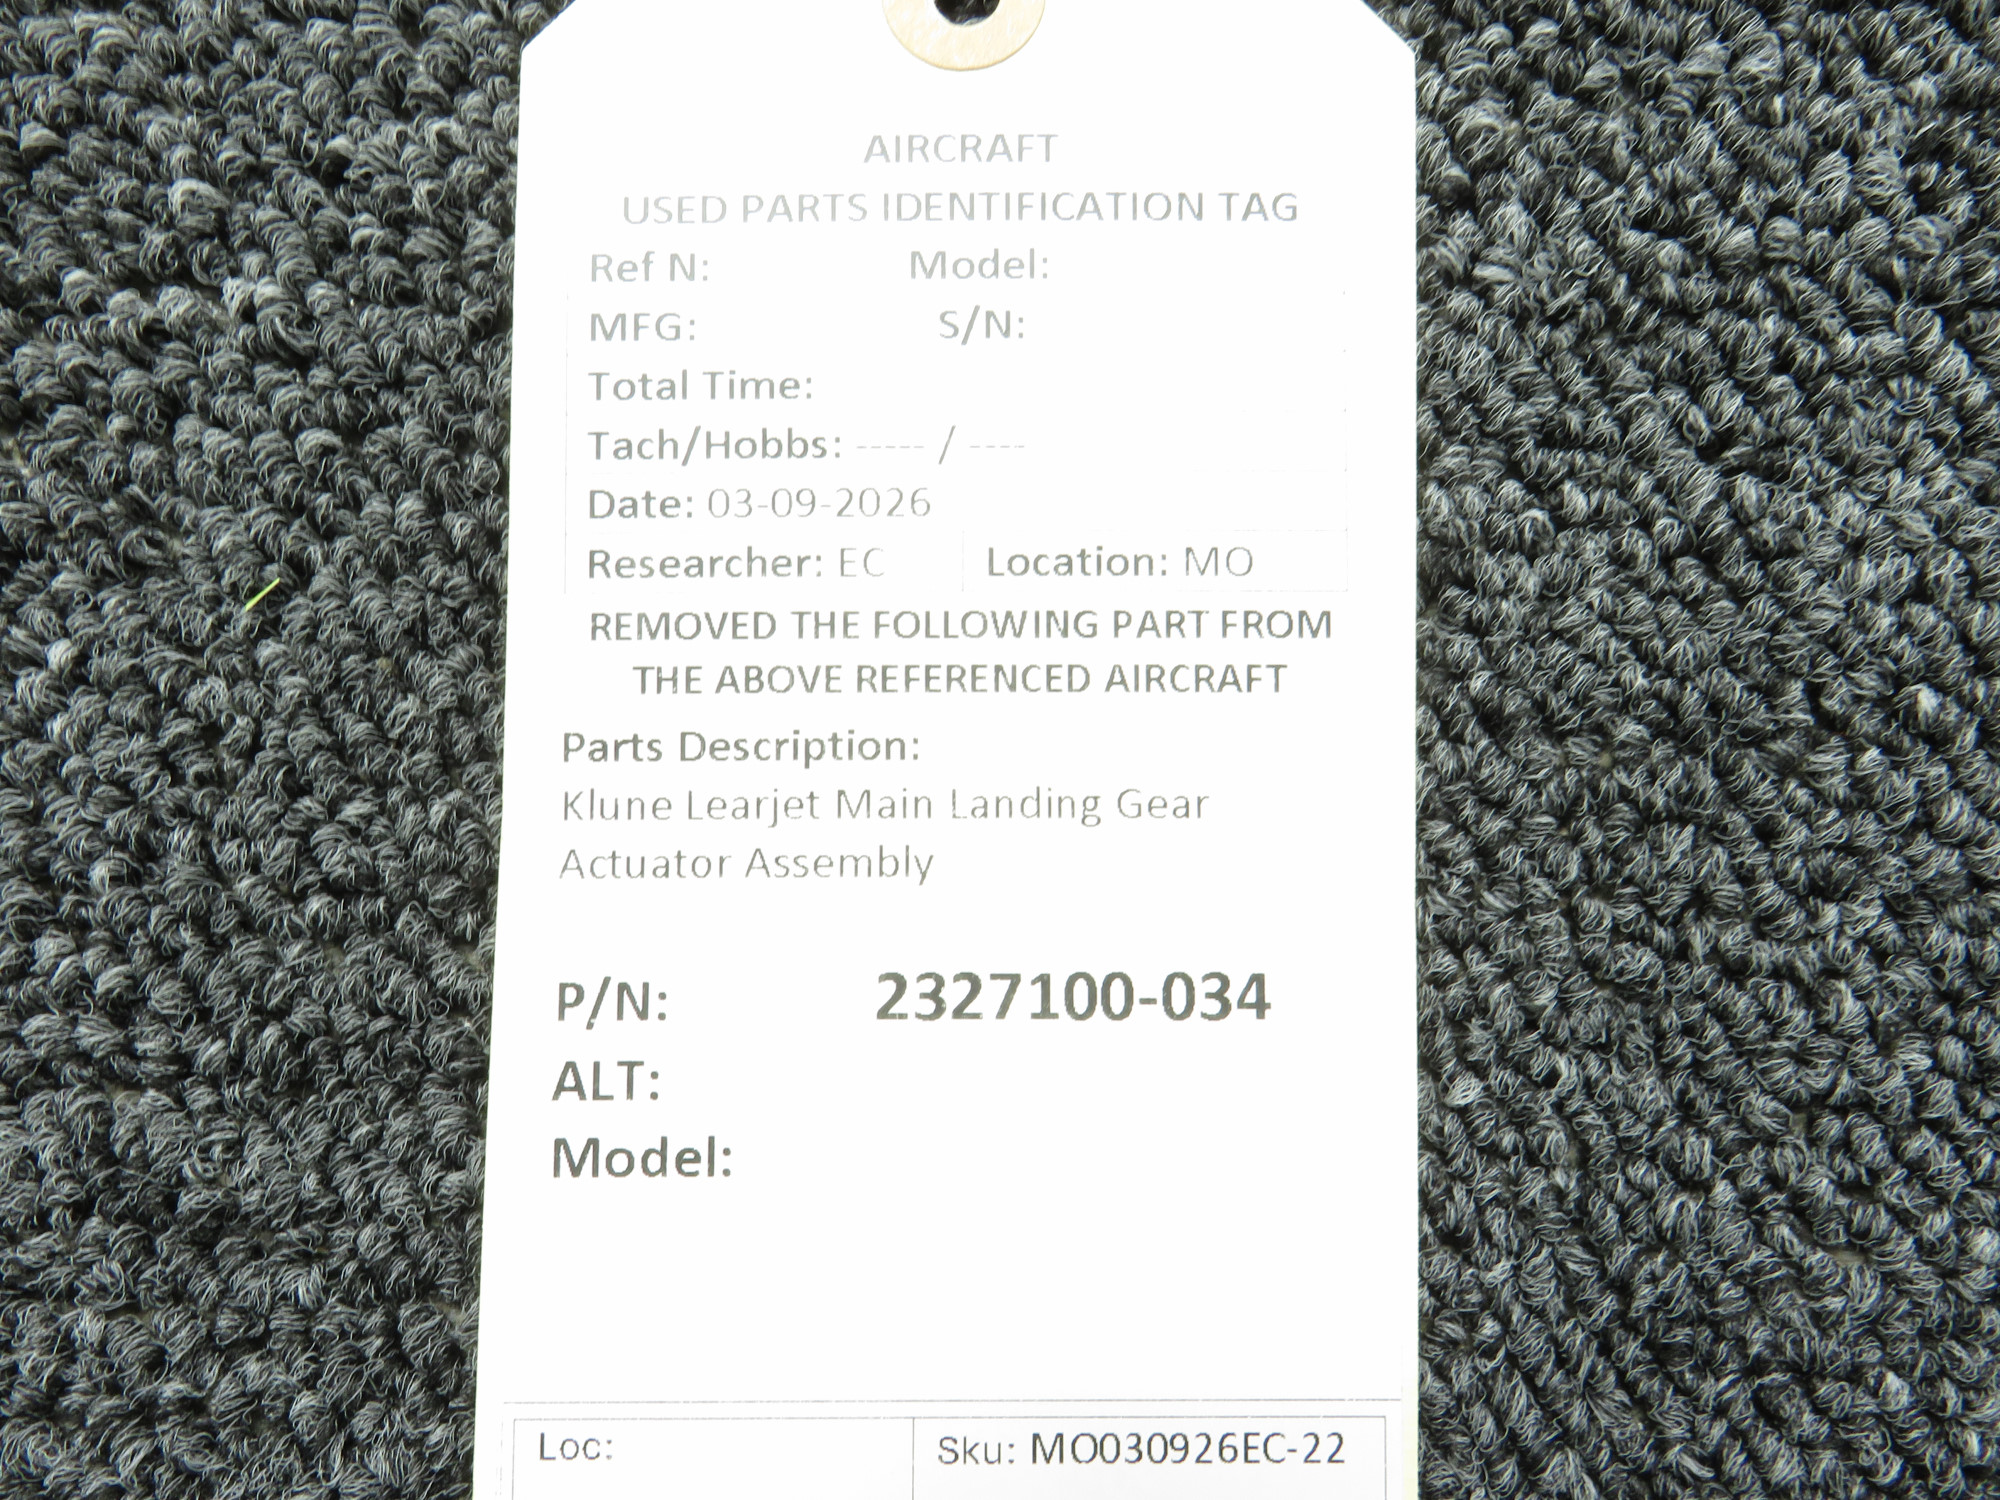 AIRCRAFT
USED PARTS IDENTIFICATION TAG
Ref N: Model:
MFG: S/N:
Total Time:
Tach/Hobbs: ----- / ----
Date: 03-09-2026
Researcher: EC Location: MO
REMOVED THE FOLLOWING PART FROM
THE ABOVE REFERENCED AIRCRAFT
Parts Description:
Klune Learjet Main Landing Gear
Actuator Assembly
P/N: 2327100-034
ALT:
Model:
Loc: Sku: MO030926EC-22